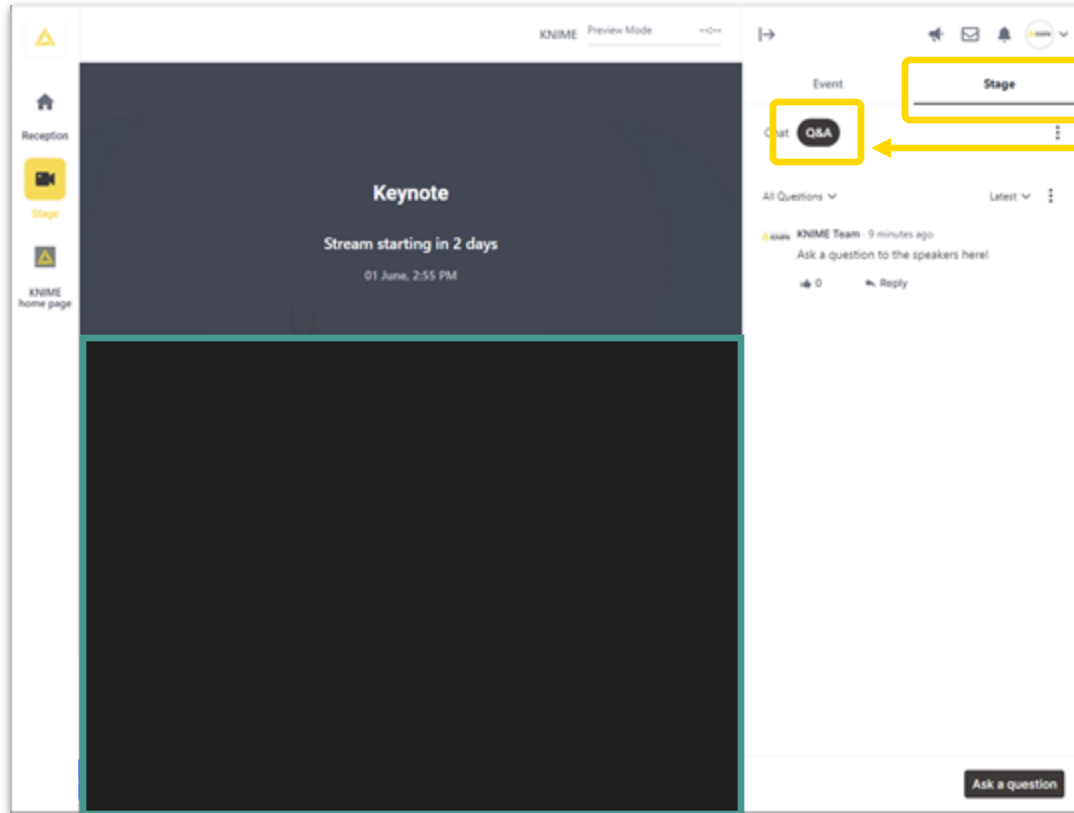 KNIME Preview Mode --:--
Reception
Stage
KNIME
home page
Keynote
Stream starting in 2 days
01 June, 2:55 PM
Event Stage
Chat Q&A
All Questions Latest
KNIME Team · 9 minutes ago
Ask a question to the speakers here!
0 Reply
Ask a question